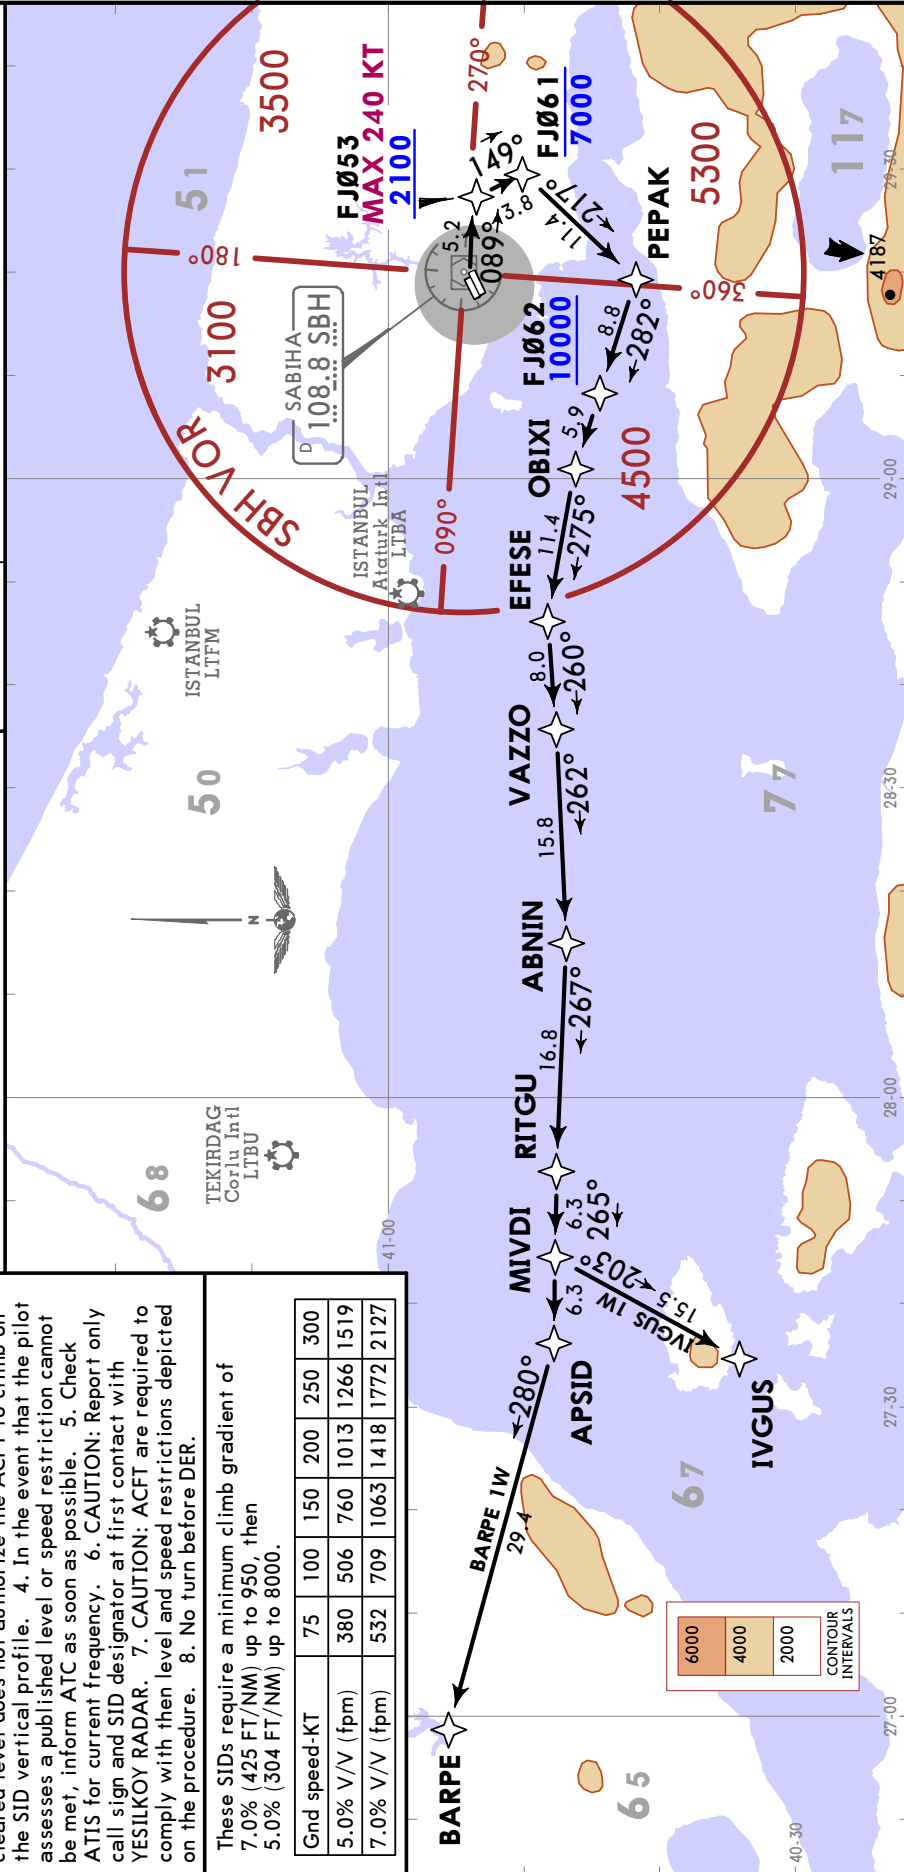 cleared level does not authorize the ACFT to climb on
the SID vertical profile.  4. In the event that the pilot
assesses a published level or speed restriction cannot
be met, inform ATC as soon as possible.  5. Check
ATIS for current frequency.  6. CAUTION: Report only
call sign and SID designator at first contact with
YESILKOY RADAR.  7. CAUTION: ACFT are required to
comply with then level and speed restrictions depicted
on the procedure.  8. No turn before DER.
These SIDs require a minimum climb gradient of
7.0% (425 FT/NM) up to 950, then
5.0% (304 FT/NM) up to 8000.
Gnd speed-KT 75 100 150 200 250 300
5.0% V/V (fpm) 380 506 760 1013 1266 1519
7.0% V/V (fpm) 532 709 1063 1418 1772 2127
68
TEKIRDAG
Corlu Intl
LTBU
50
N
ISTANBUL
LTFM
ISTANBUL
Ataturk Intl
LTBA
41-00
SBH VOR
3100
180°
51
3500
SABIHA
D 108.8 SBH
090°
270°
360°
FJØ53
MAX 240 KT
2100
5.2
089°
149°
3.8
FJØ61
7000
217°
11.4
PEPAK
5300
8.8
282°
FJØ62
10000
5.9
OBIXI
4500
11.4
275°
EFESE
8.0
260°
VAZZO
262°
15.8
ABNIN
267°
16.8
RITGU
6.3
265°
MIVDI
6.3
203°
15.5
IVGUS 1W
IVGUS
APSID
280°
BARPE 1W
29.4
BARPE
65
67
77
117
4187
6000
4000
2000
CONTOUR
INTERVALS
40-30
27-00
27-30
28-00
28-30
29-00
29-30